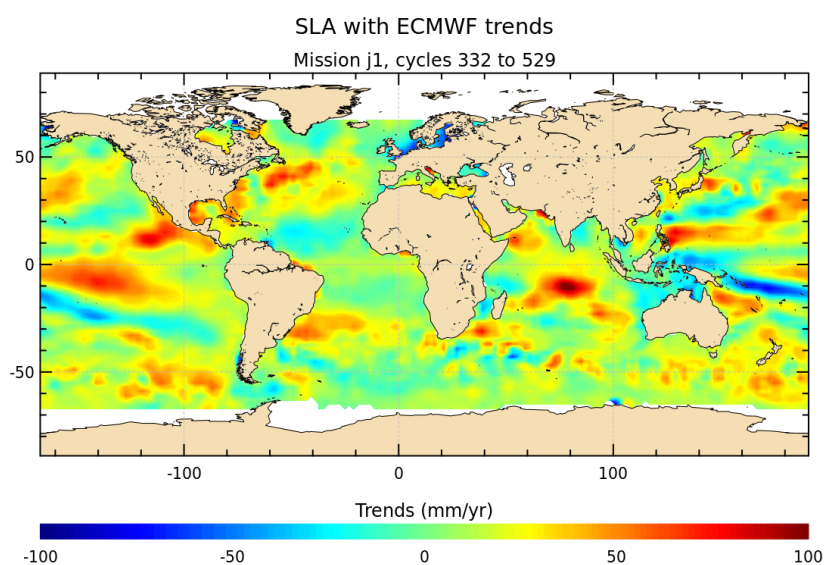 SLA with ECMWF trends
Mission j1, cycles 332 to 529
50
0
-50
-100 0 100
Trends (mm/yr)
-100 -50 0 50 100